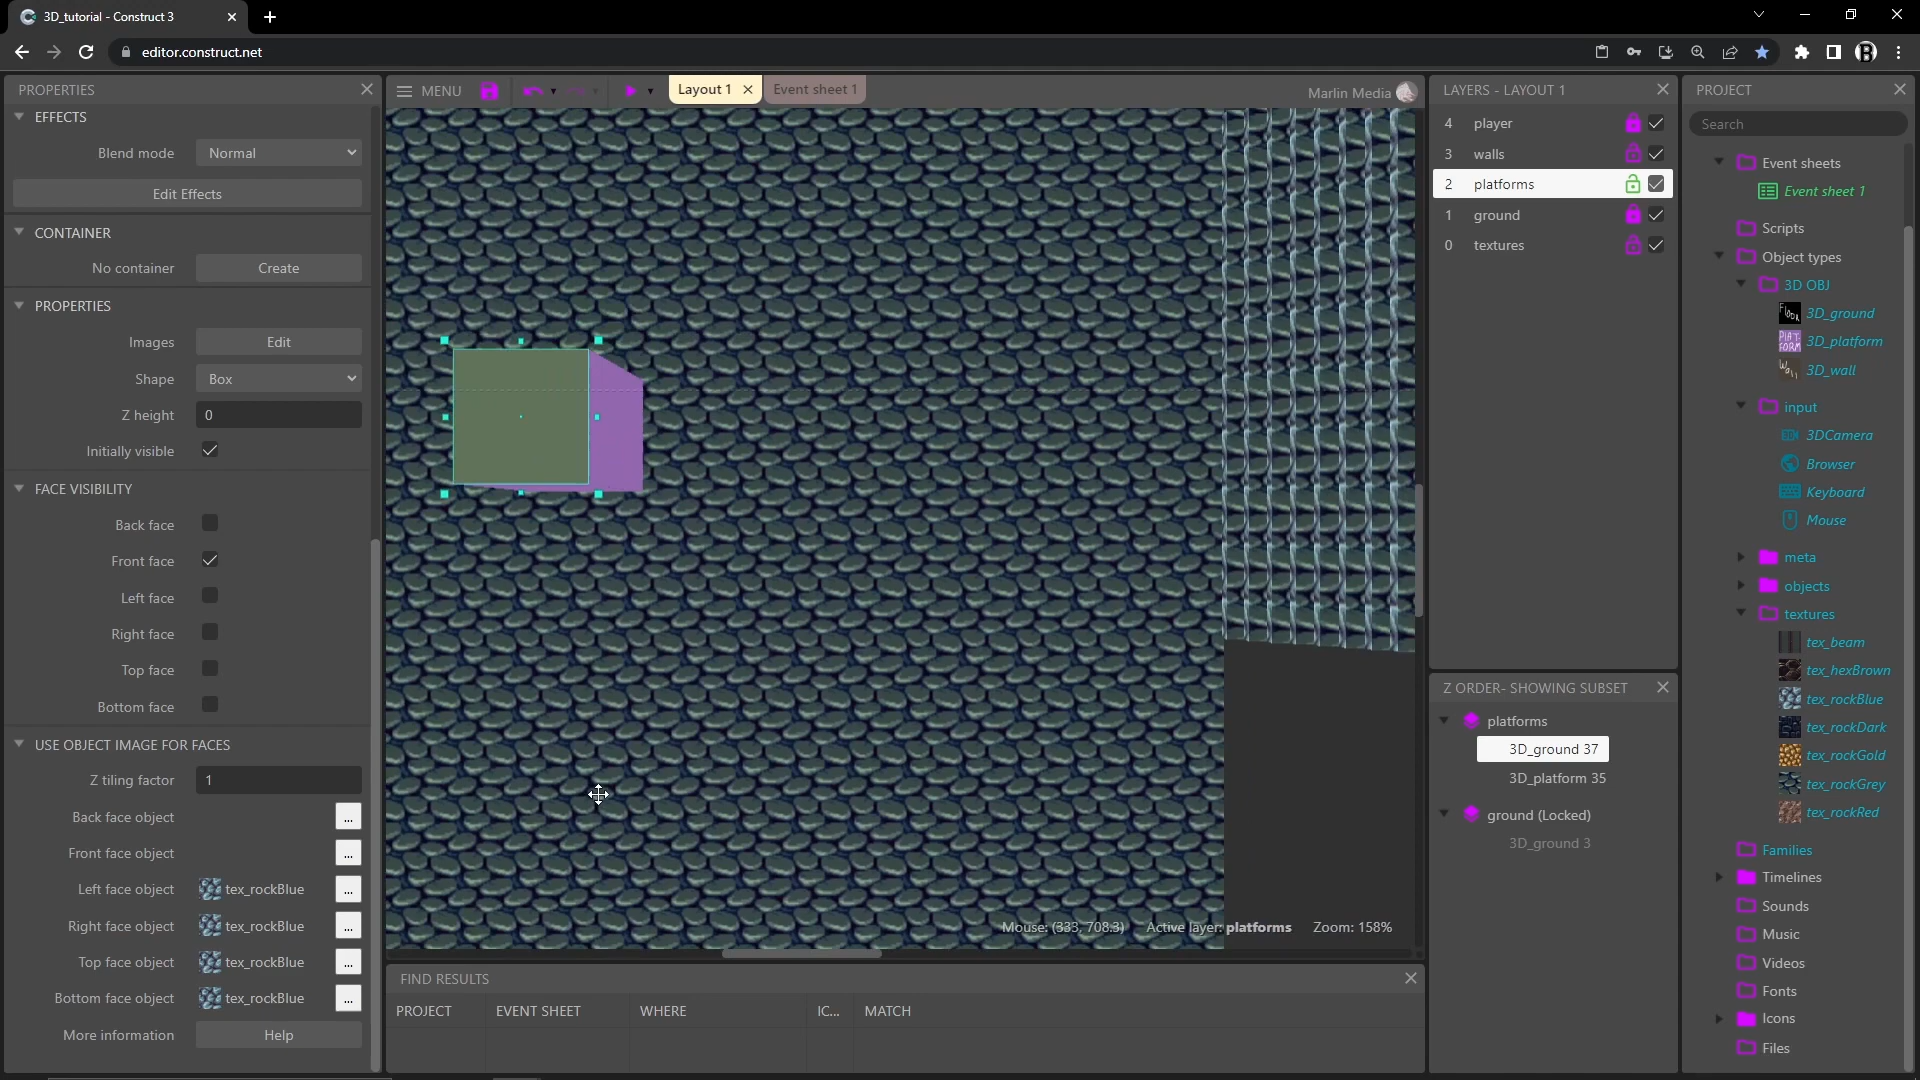 3D_tutorial - Construct 3
editor.construct.net
PROPERTIES
EFFECTS
Blend mode Normal
Edit Effects
CONTAINER
No container Create
PROPERTIES
Images Edit
Shape Box
Z height 0
Initially visible
FACE VISIBILITY
Back face
Front face
Left face
Right face
Top face
Bottom face
USE OBJECT IMAGE FOR FACES
Z tiling factor 1
Back face object ...
Front face object ...
Left face object tex_rockBlue ...
Right face object tex_rockBlue ...
Top face object tex_rockBlue ...
Bottom face object tex_rockBlue ...
More information Help
MENU
Layout 1
Event sheet 1
Marlin Media
Mouse: (333, 708.3) Active layer: platforms Zoom: 158%
FIND RESULTS
PROJECT EVENT SHEET WHERE IC... MATCH
LAYERS - LAYOUT 1
4 player
3 walls
2 platforms
1 ground
0 textures
Z ORDER- SHOWING SUBSET
platforms
3D_ground 37
3D_platform 35
ground (Locked)
3D_ground 3
PROJECT
Search
Event sheets
Event sheet 1
Scripts
Object types
3D OBJ
3D_ground
3D_platform
3D_wall
input
3DCamera
Browser
Keyboard
Mouse
meta
objects
textures
tex_beam
tex_hexBrown
tex_rockBlue
tex_rockDark
tex_rockGold
tex_rockGrey
tex_rockRed
Families
Timelines
Sounds
Music
Videos
Fonts
Icons
Files